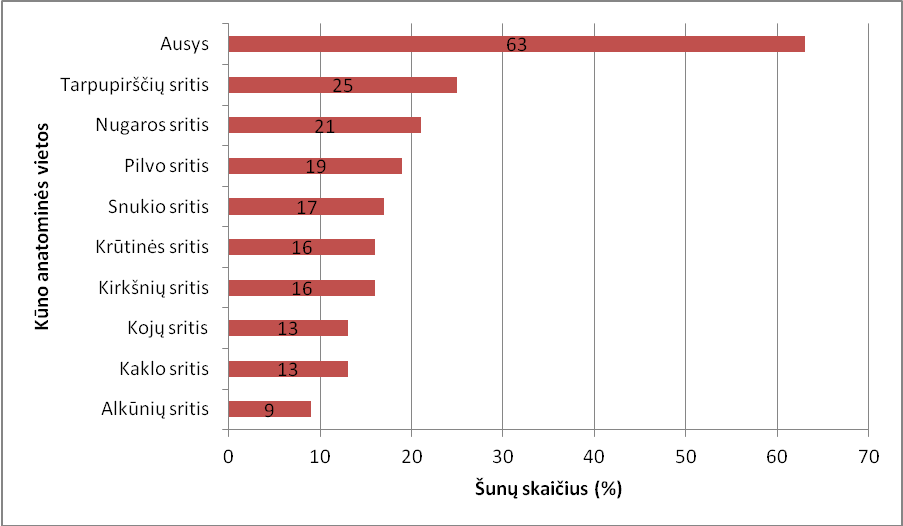 Kūno anatominės vietos
Ausys
63
Tarpupirščių sritis
25
Nugaros sritis
21
Pilvo sritis
19
Snukio sritis
17
Krūtinės sritis
16
Kirkšnių sritis
16
Kojų sritis
13
Kaklo sritis
13
Alkūnių sritis
9
0 10 20 30 40 50 60 70
Šunų skaičius (%)